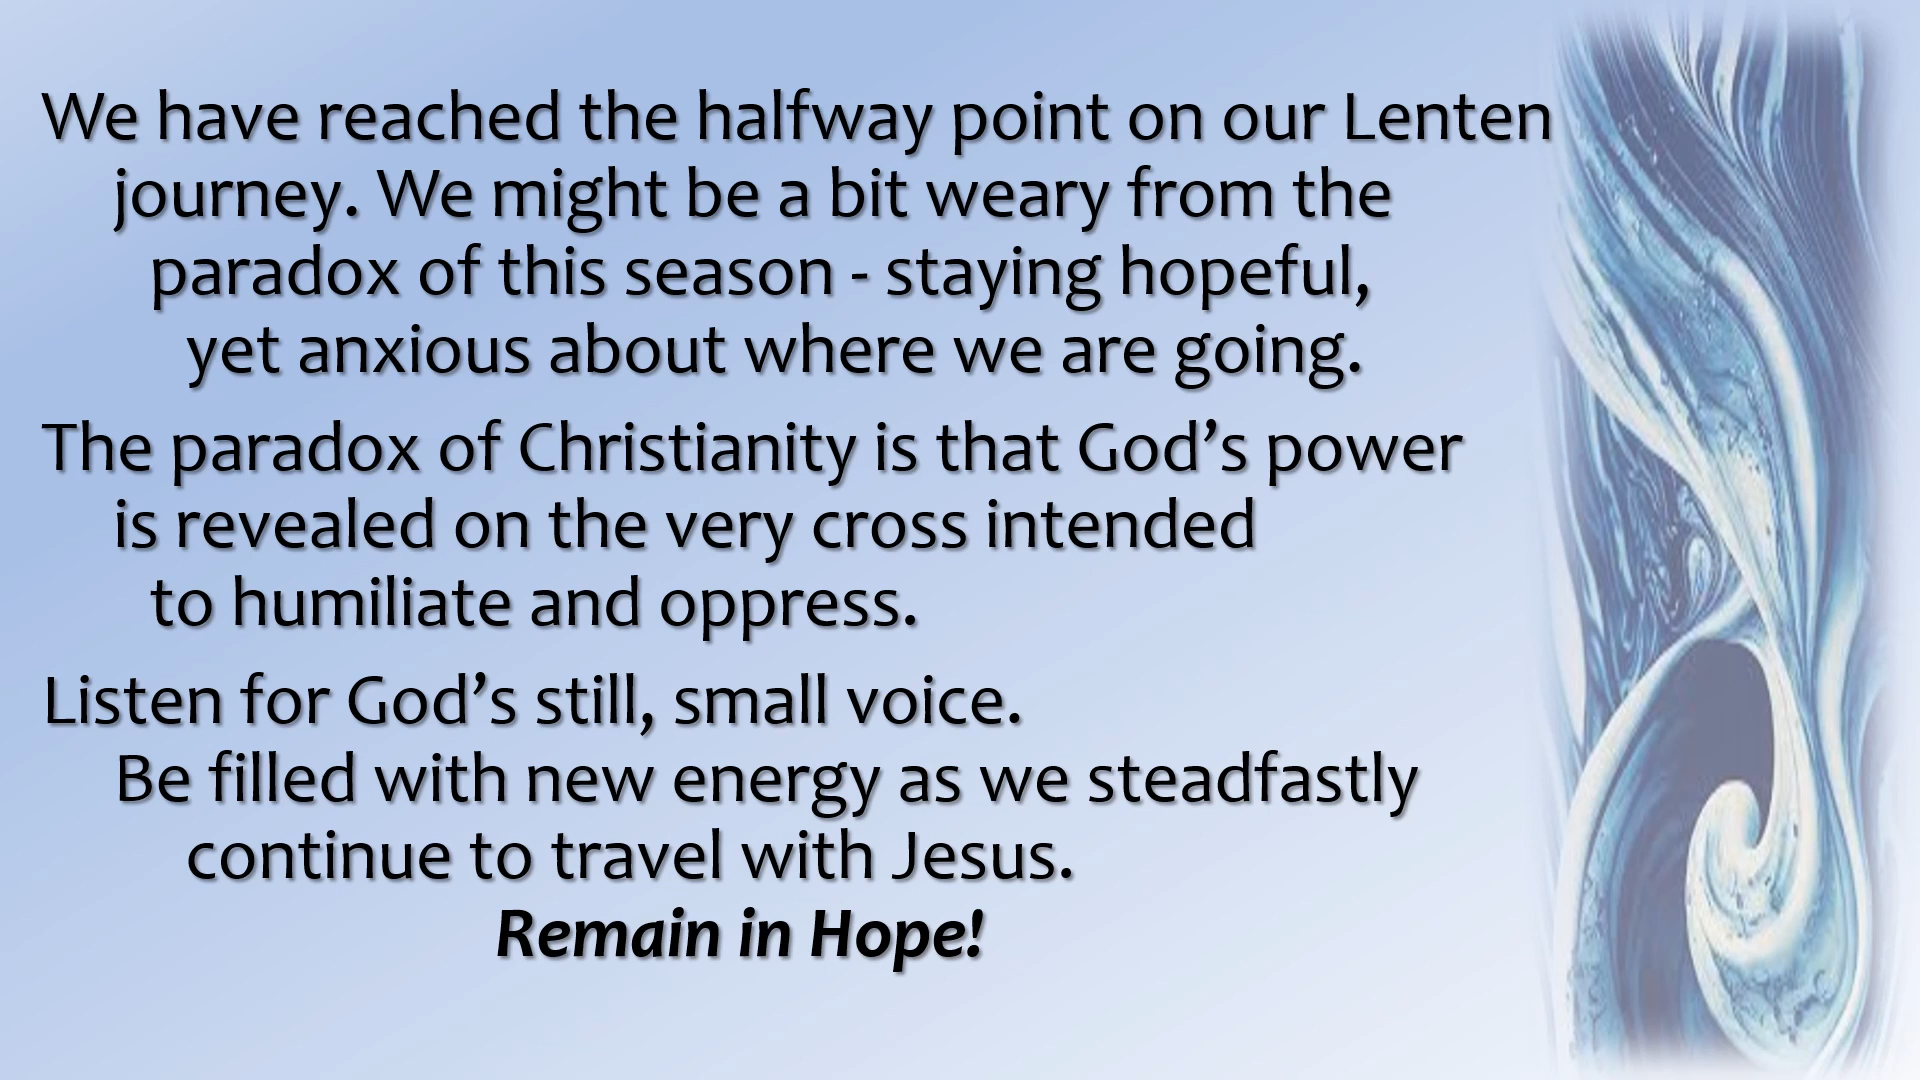 We have reached the halfway point on our Lenten
journey. We might be a bit weary from the
paradox of this season - staying hopeful,
yet anxious about where we are going.
The paradox of Christianity is that God’s power
is revealed on the very cross intended
to humiliate and oppress.
Listen for God’s still, small voice.
Be filled with new energy as we steadfastly
continue to travel with Jesus.
Remain in Hope!